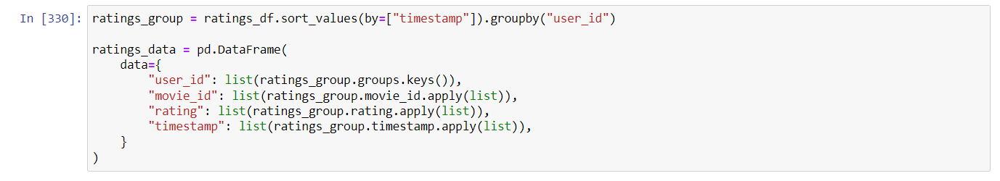 In [330]: ratings_group = ratings_df.sort_values(by=["timestamp"]).groupby("user_id")

ratings_data = pd.DataFrame(
    data={
        "user_id": list(ratings_group.groups.keys()),
        "movie_id": list(ratings_group.movie_id.apply(list)),
        "rating": list(ratings_group.rating.apply(list)),
        "timestamp": list(ratings_group.timestamp.apply(list)),
    }
)